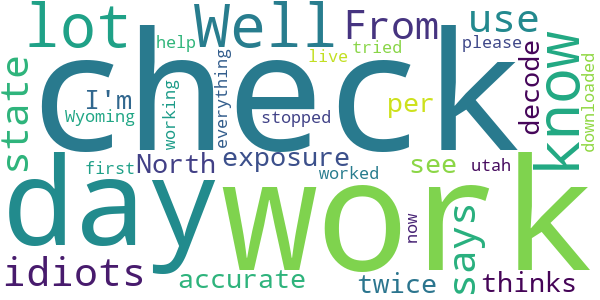 lot Well From use
check
help tried please
live
state I'm everything per decode know downloaded
Wyoming working stopped
day work
first North exposure see utah
worked
idiots accurate now twice says thinks